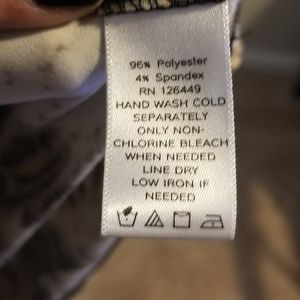 96% Polyester
4% Spandex
RN 126449
HAND WASH COLD
SEPARATELY
ONLY NON-
CHLORINE BLEACH
WHEN NEEDED
LINE DRY
LOW IRON IF
NEEDED